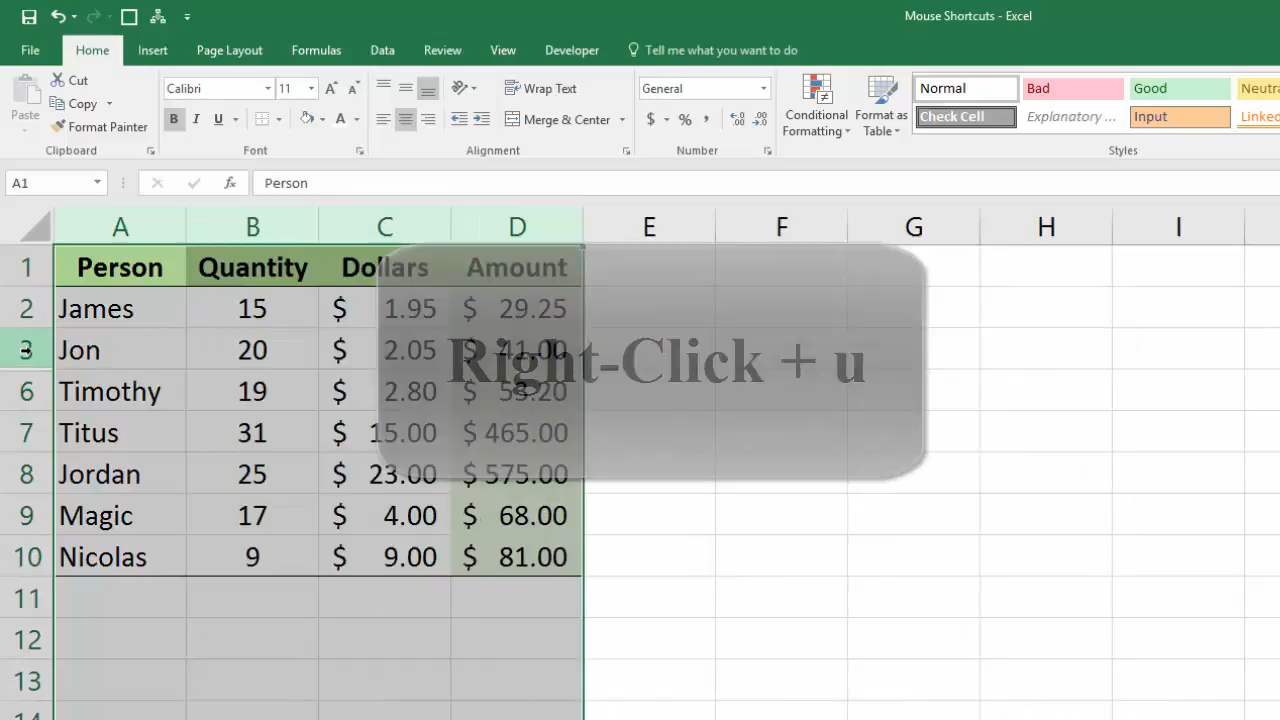 Mouse Shortcuts - Excel
File Home Insert Page Layout Formulas Data Review View Developer Tell me what you want to do
Paste
Cut
Copy
Format Painter
Clipboard
Calibri 11
B I U A
Font
Wrap Text
Merge & Center
Alignment
General
$ % ,
Number
Conditional Formatting
Format as Table
Normal Bad Good Neutra
Check Cell Explanatory ... Input Linked
Styles
A1 fx Person
A B C D E F G H I
1 Person Quantity Dollars Amount
2 James 15 $ 1.95 $ 29.25
3 Jon 20 $ 2.05 $ 41.00
6 Timothy 19 $ 2.80 $ 53.20
7 Titus 31 $ 15.00 $ 465.00
8 Jordan 25 $ 23.00 $ 575.00
9 Magic 17 $ 4.00 $ 68.00
10 Nicolas 9 $ 9.00 $ 81.00
11
12
13
Right-Click + u